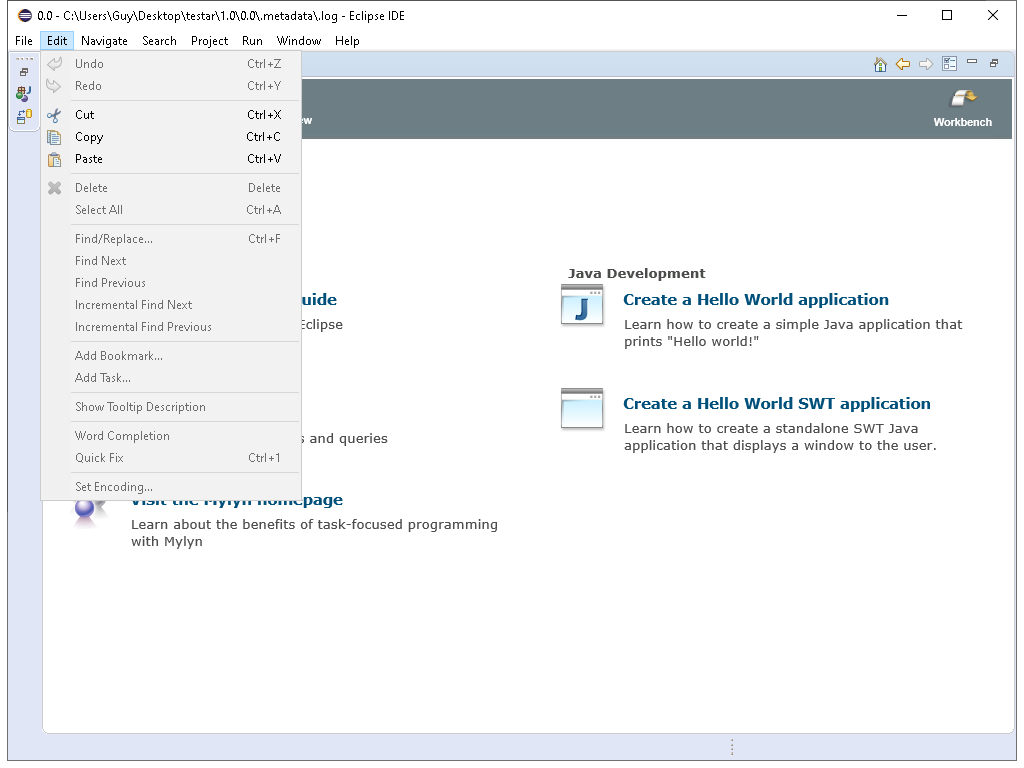 0.0 - C:\Users\Guy\Desktop\testar\1.0\0.0\.metadata\.log - Eclipse IDE
File Edit Navigate Search Project Run Window Help
Undo Ctrl+Z
Redo Ctrl+Y
Cut Ctrl+X
Copy Ctrl+C
Paste Ctrl+V
Delete Delete
Select All Ctrl+A
Find/Replace... Ctrl+F
Find Next
Find Previous
Incremental Find Next
Incremental Find Previous
Add Bookmark...
Add Task...
Show Tooltip Description
Word Completion
Quick Fix Ctrl+1
Set Encoding...
Workbench
Eclipse
s and queries
Visit the Mylyn homepage
Learn about the benefits of task-focused programming
with Mylyn
Java Development
Create a Hello World application
Learn how to create a simple Java application that
prints "Hello world!"
Create a Hello World SWT application
Learn how to create a standalone SWT Java
application that displays a window to the user.